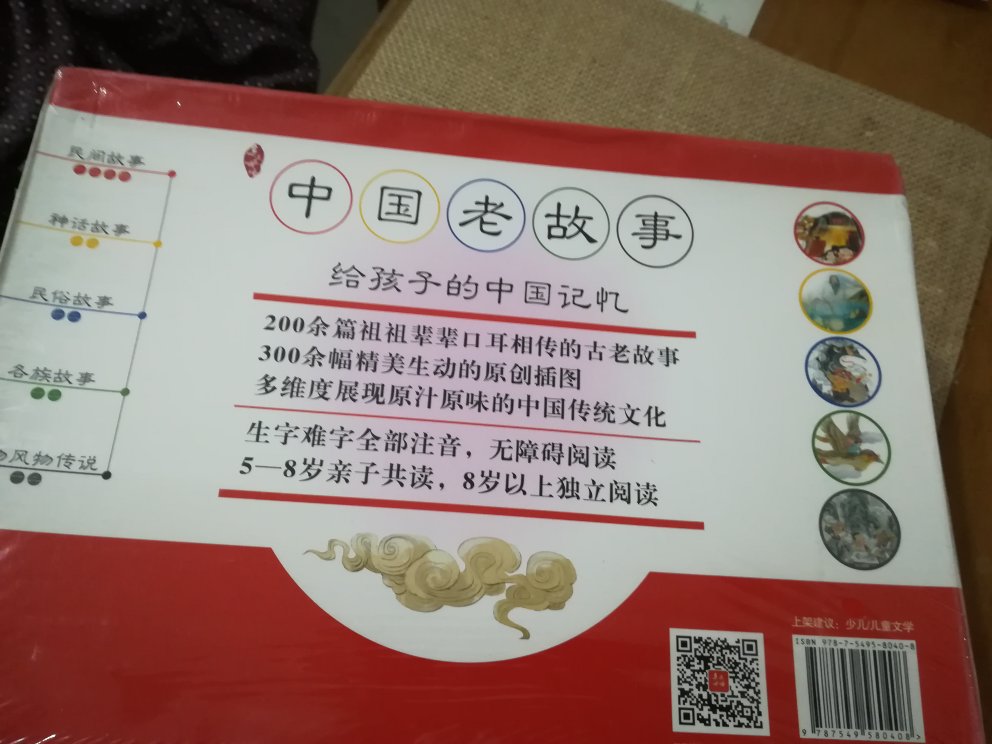 民间故事
神话故事
民俗故事
各族故事
物风物传说
中国老故事
给孩子的中国记忆
200余篇祖祖辈辈口耳相传的古老故事
300余幅精美生动的原创插图
多维度展现原汁原味的中国传统文化
生字难字全部注音，无障碍阅读
5—8岁亲子共读，8岁以上独立阅读
上架建议：少儿/儿童文学
ISBN 978-7-5495-8040-8
9 787549 580408 >